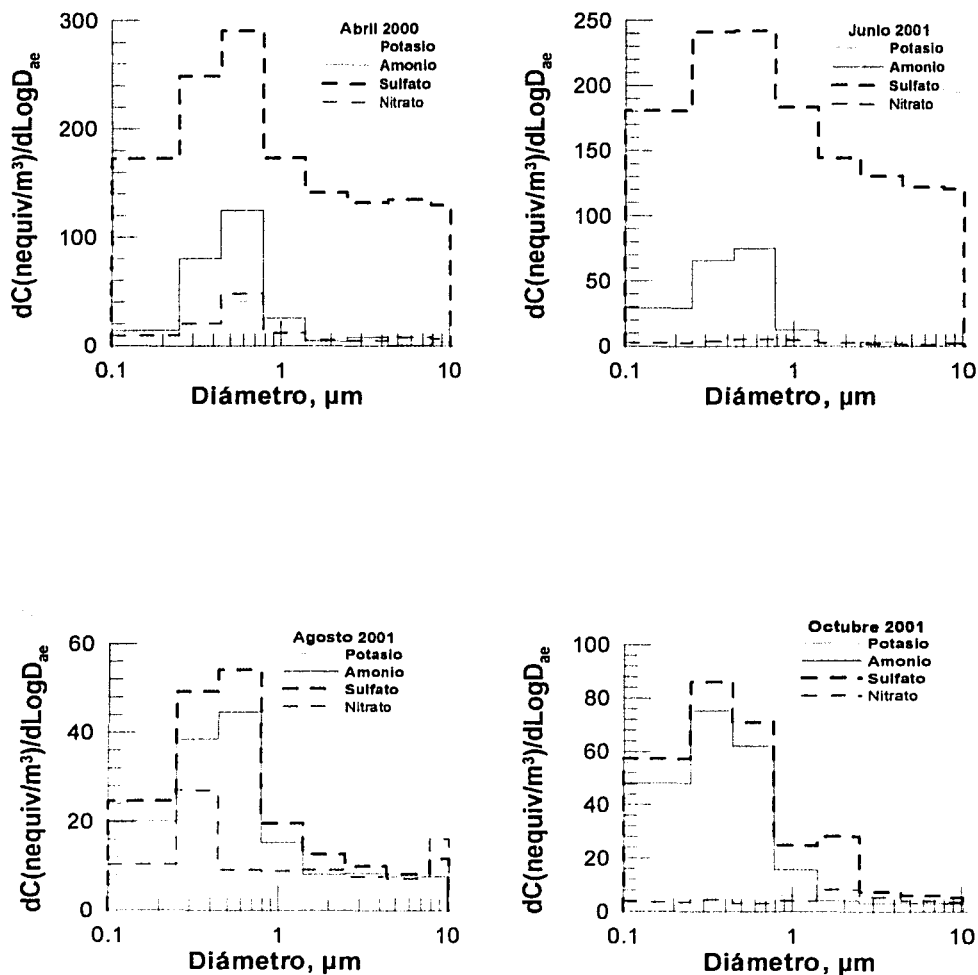 Abril 2000
Potasio
Amonio
Sulfato
Nitrato
dC(nequiv/m³)/dLogDae
300
200
100
0
0.1
1
10
Diámetro, µm
Junio 2001
Potasio
Amonio
Sulfato
Nitrato
dC(nequiv/m³)/dLogDae
250
200
150
100
50
0
0.1
1
10
Diámetro, µm
Agosto 2001
Potasio
Amonio
Sulfato
Nitrato
dC(nequiv/m³)/dLogDae
60
40
20
0
0.1
1
10
Diámetro, µm
Octubre 2001
Potasio
Amonio
Sulfato
Nitrato
dC(nequiv/m³)/dLogDae
100
80
60
40
20
0
0.1
1
10
Diámetro, µm